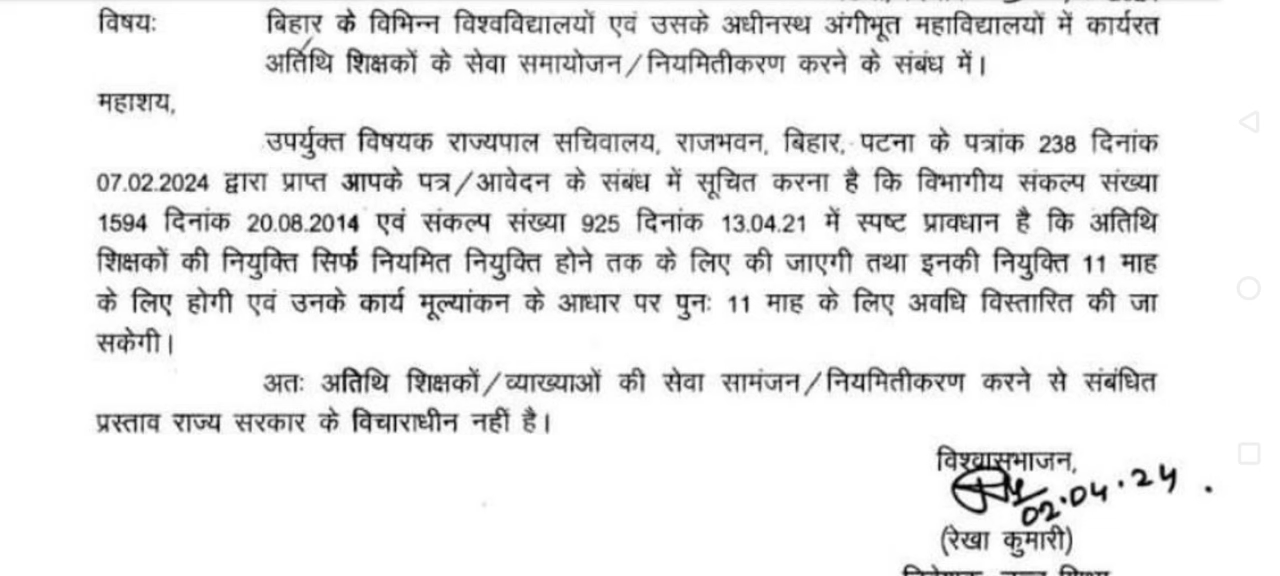 विषयः बिहार के विभिन्न विश्वविद्यालयों एवं उसके अधीनस्थ अंगीभूत महाविद्यालयों में कार्यरत
अतिथि शिक्षकों के सेवा समायोजन/नियमितीकरण करने के संबंध में।
महाशय,
उपर्युक्त विषयक राज्यपाल सचिवालय, राजभवन, बिहार, पटना के पत्रांक 238 दिनांक
07.02.2024 द्वारा प्राप्त आपके पत्र/आवेदन के संबंध में सूचित करना है कि विभागीय संकल्प संख्या
1594 दिनांक 20.08.2014 एवं संकल्प संख्या 925 दिनांक 13.04.21 में स्पष्ट प्रावधान है कि अतिथि
शिक्षकों की नियुक्ति सिर्फ नियमित नियुक्ति होने तक के लिए की जाएगी तथा इनकी नियुक्ति 11 माह
के लिए होगी एवं उनके कार्य मूल्यांकन के आधार पर पुनः 11 माह के लिए अवधि विस्तारित की जा
सकेगी।
अतः अतिथि शिक्षकों/व्याख्याओं की सेवा सामंजन/नियमितीकरण करने से संबंधित
प्रस्ताव राज्य सरकार के विचाराधीन नहीं है।
विश्वासभाजन,
02.04.24
(रेखा कुमारी)